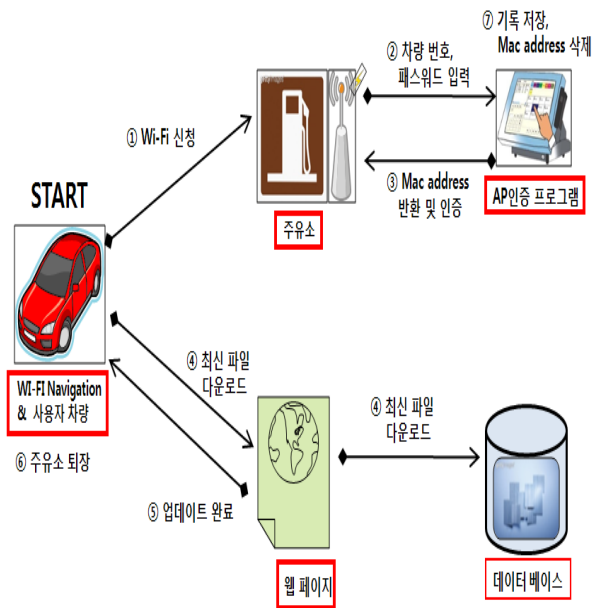 ⑦ 기록 저장,
Mac address 삭제
② 차량 번호,
패스워드 입력
① Wi-Fi 신청
③ Mac address
반환 및 인증
START
AP인증 프로그램
주유소
④ 최신 파일
다운로드
WI-FI Navigation
& 사용자 차량
④ 최신 파일
다운로드
⑥ 주유소 퇴장
⑤ 업데이트 완료
웹 페이지
데이터 베이스